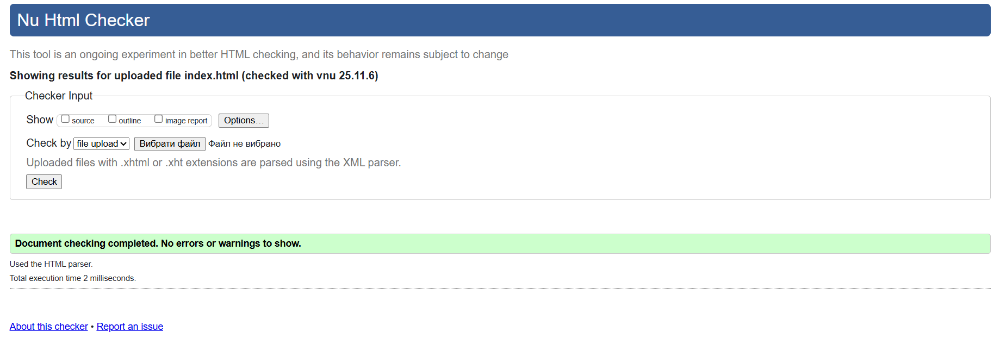 Nu Html Checker
This tool is an ongoing experiment in better HTML checking, and its behavior remains subject to change
Showing results for uploaded file index.html (checked with vnu 25.11.6)
Checker Input
Show source outline image report Options...
Check by file upload Вибрати файл Файл не вибрано
Uploaded files with .xhtml or .xht extensions are parsed using the XML parser.
Check
Document checking completed. No errors or warnings to show.
Used the HTML parser.
Total execution time 2 milliseconds.
About this checker • Report an issue